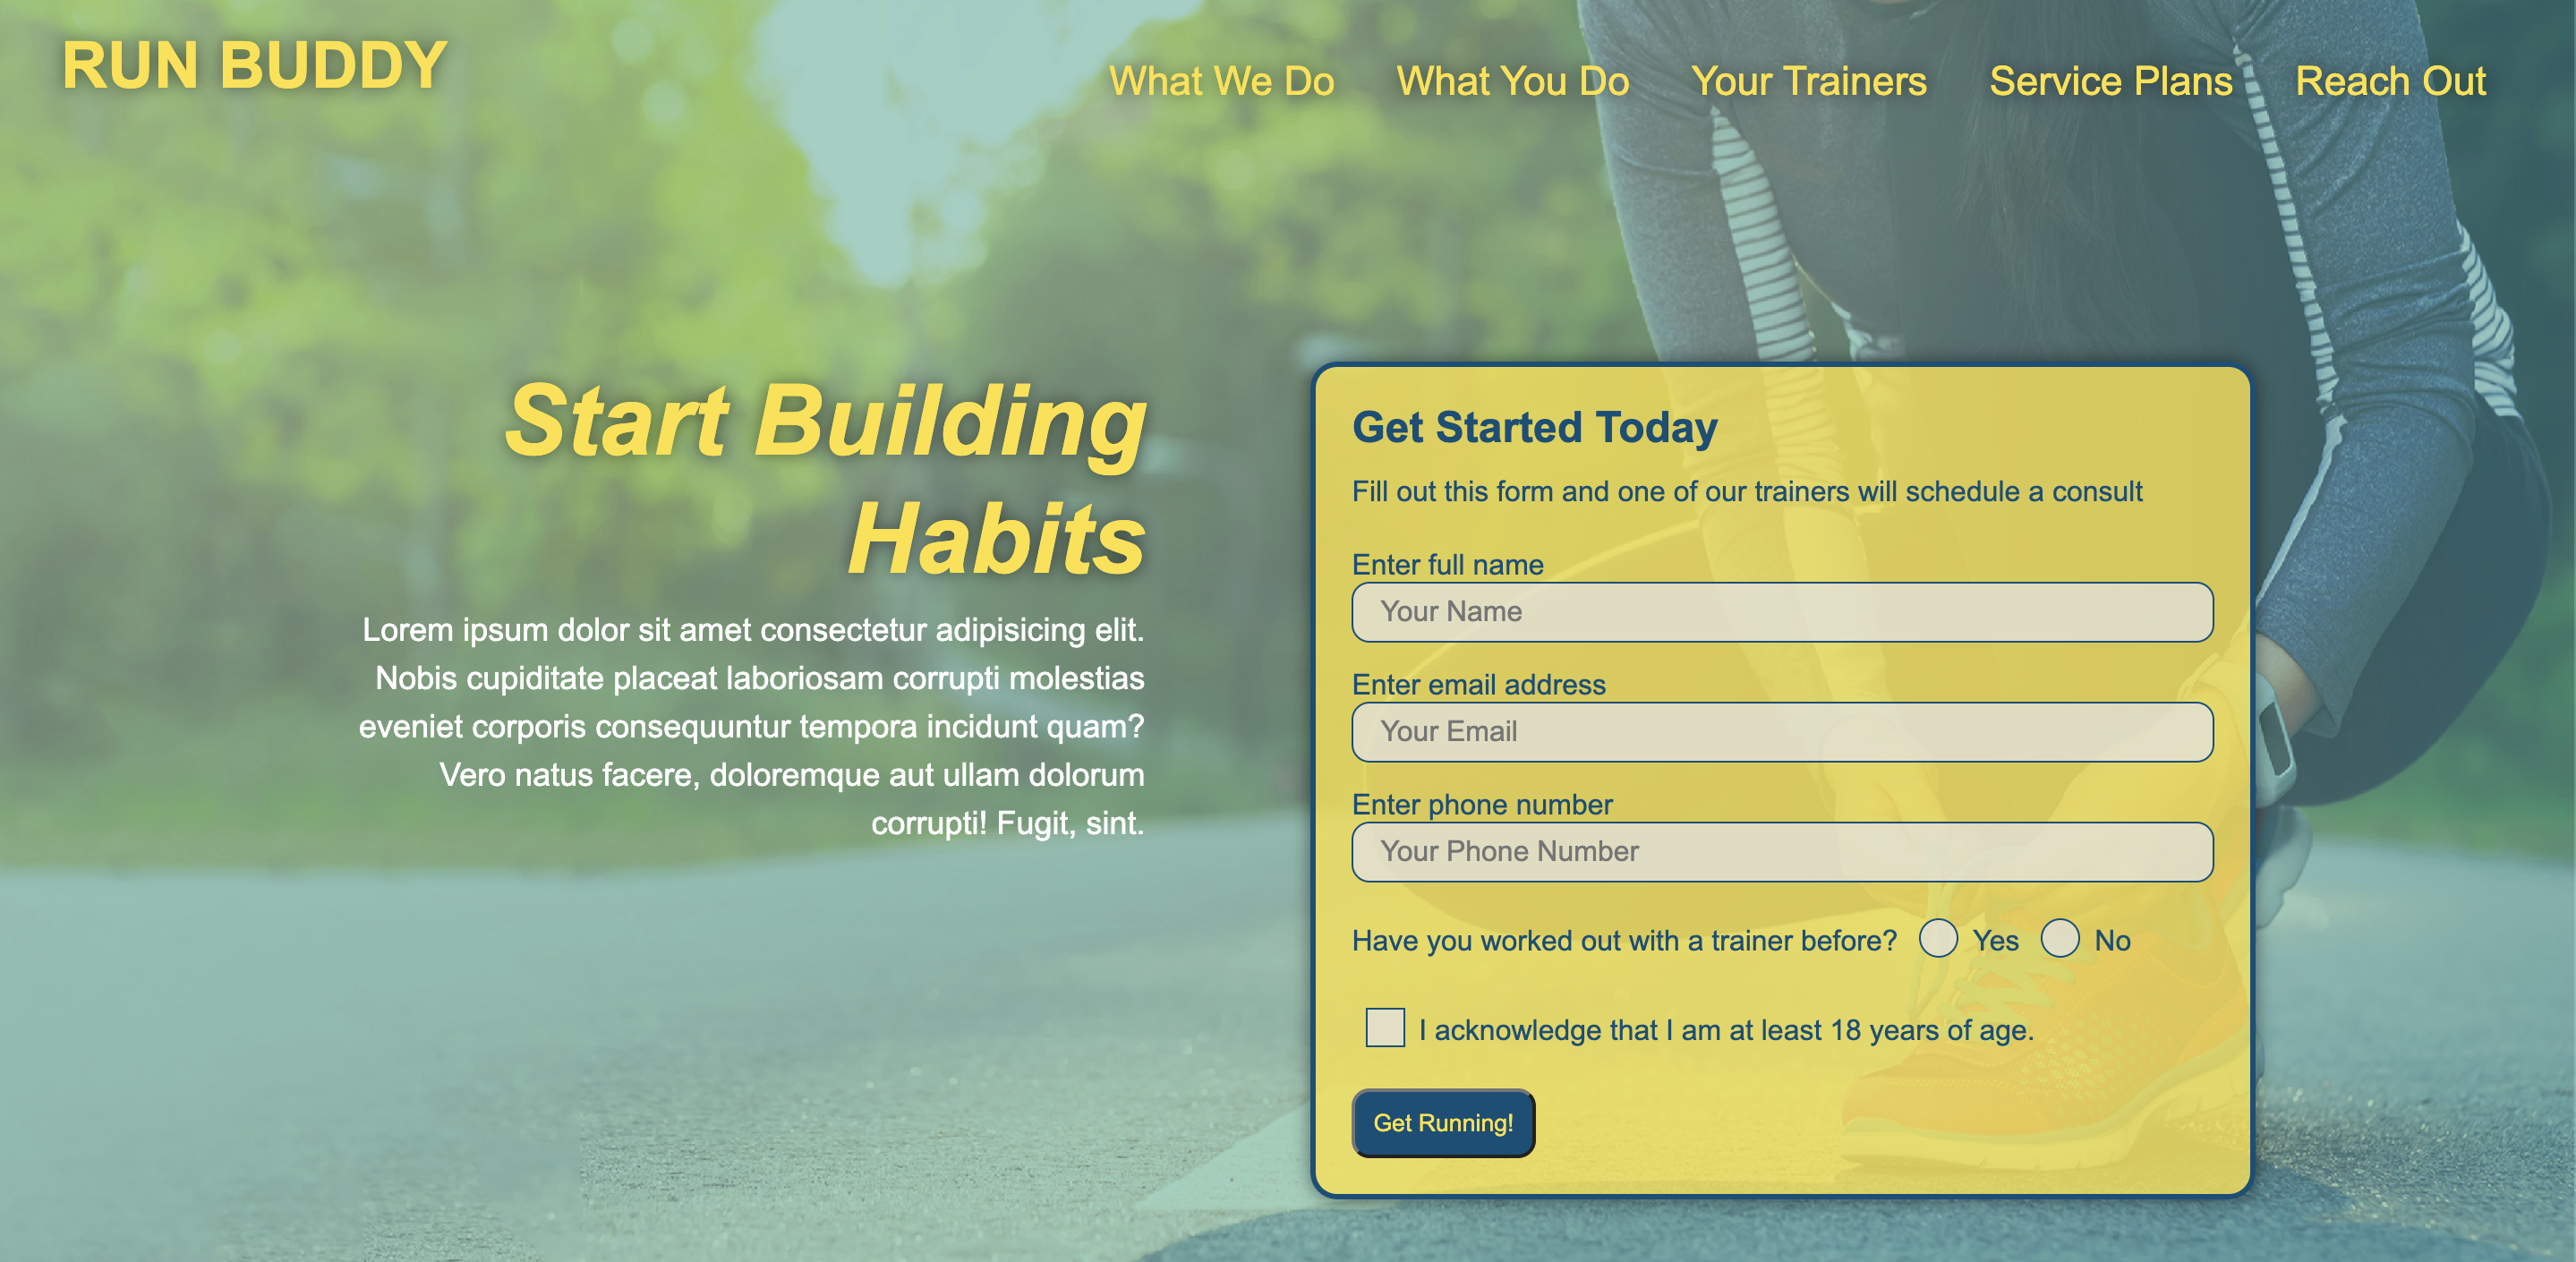 RUN BUDDY
What We Do
What You Do
Your Trainers
Service Plans
Reach Out
Start Building
Habits
Lorem ipsum dolor sit amet consectetur adipisicing elit.
Nobis cupiditate placeat laboriosam corrupti molestias
eveniet corporis consequuntur tempora incidunt quam?
Vero natus facere, doloremque aut ullam dolorum
corrupti! Fugit, sint.
Get Started Today
Fill out this form and one of our trainers will schedule a consult
Enter full name
Your Name
Enter email address
Your Email
Enter phone number
Your Phone Number
Have you worked out with a trainer before? Yes No
I acknowledge that I am at least 18 years of age.
Get Running!